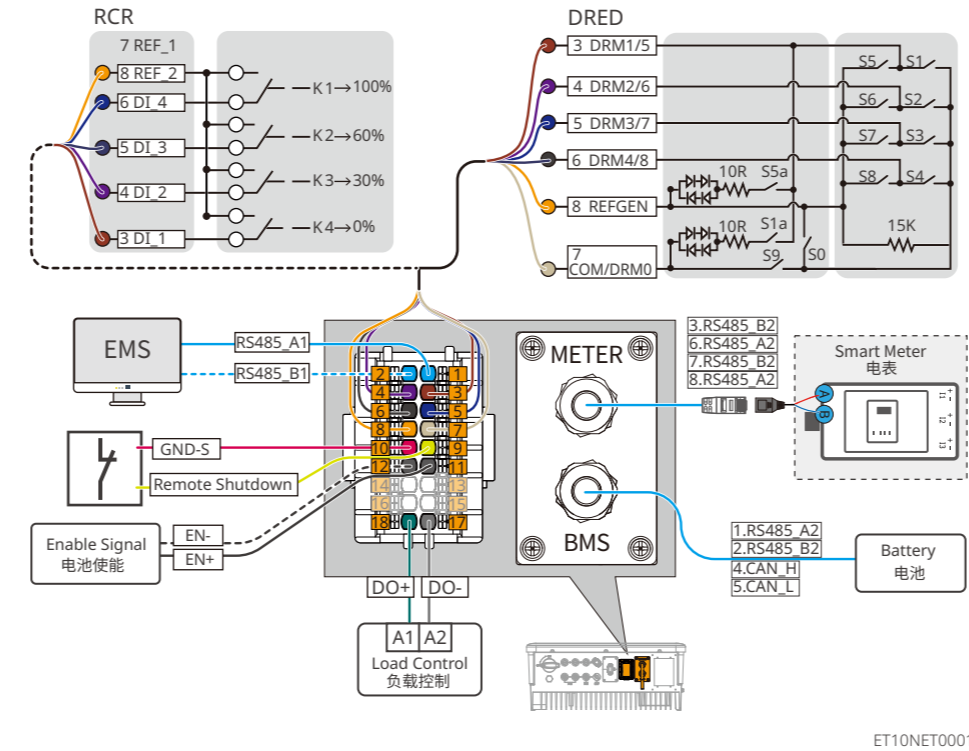 RCR
7 REF_1
8 REF_2
6 DI_4
5 DI_3
4 DI_2
3 DI_1
K1→100%
K2→60%
K3→30%
K4→0%
DRED
3 DRM1/5
4 DRM2/6
5 DRM3/7
6 DRM4/8
8 REFGEN
7
COM/DRM0
10R
S5a
10R
S1a
S9
S0
S5
S1
S6
S2
S7
S3
S8
S4
15K
EMS
RS485_A1
RS485_B1
GND-S
Remote Shutdown
Enable Signal
电池使能
EN-
EN+
2
1
4
3
6
5
8
7
10
9
12
11
14
13
16
15
18
17
DO+
DO-
A1
A2
Load Control
负载控制
METER
BMS
3.RS485_B2
6.RS485_A2
7.RS485_B2
8.RS485_A2
Smart Meter
电表
A
B
1.RS485_A2
2.RS485_B2
4.CAN_H
5.CAN_L
Battery
电池
ET10NET0001